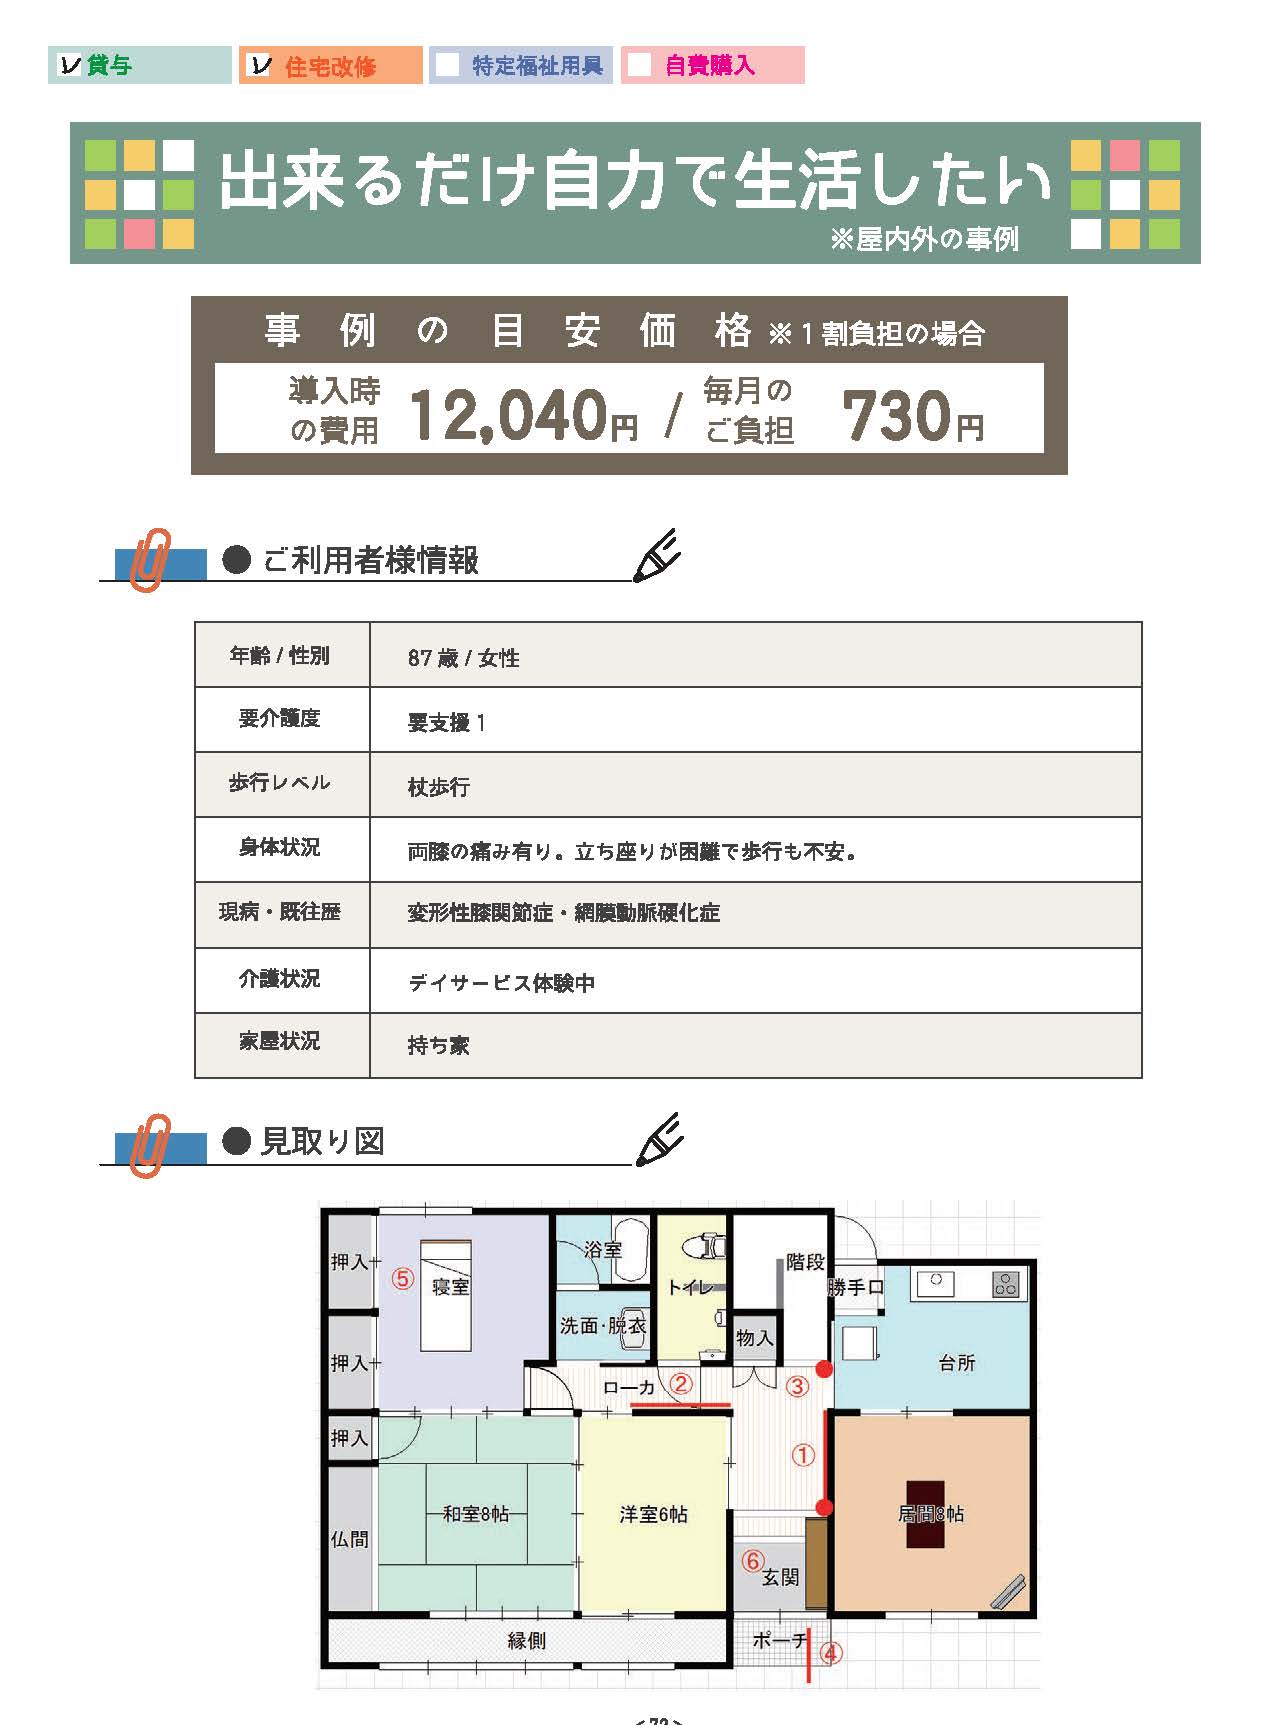 貸与 住宅改修 特定福祉用具 自費購入
出来るだけ自力で生活したい
※屋内外の事例
事例の目安価格 ※1割負担の場合
導入時の費用 12,040円 / 毎月のご負担 730円
● ご利用者様情報
年齢 / 性別 87 歳 / 女性
要介護度 要支援 1
歩行レベル 杖歩行
身体状況 両膝の痛み有り。立ち座りが困難で歩行も不安。
現病・既往歴 変形性膝関節症・網膜動脈硬化症
介護状況 デイサービス体験中
家屋状況 持ち家
● 見取り図
押入 ⑤ 寝室 浴室 トイレ 階段 勝手口
洗面・脱衣 物入
押入 台所
ローカ ② ③
押入 ①
和室8帖 洋室6帖 居間8帖
仏間
⑥ 玄関
縁側 ポーチ ④